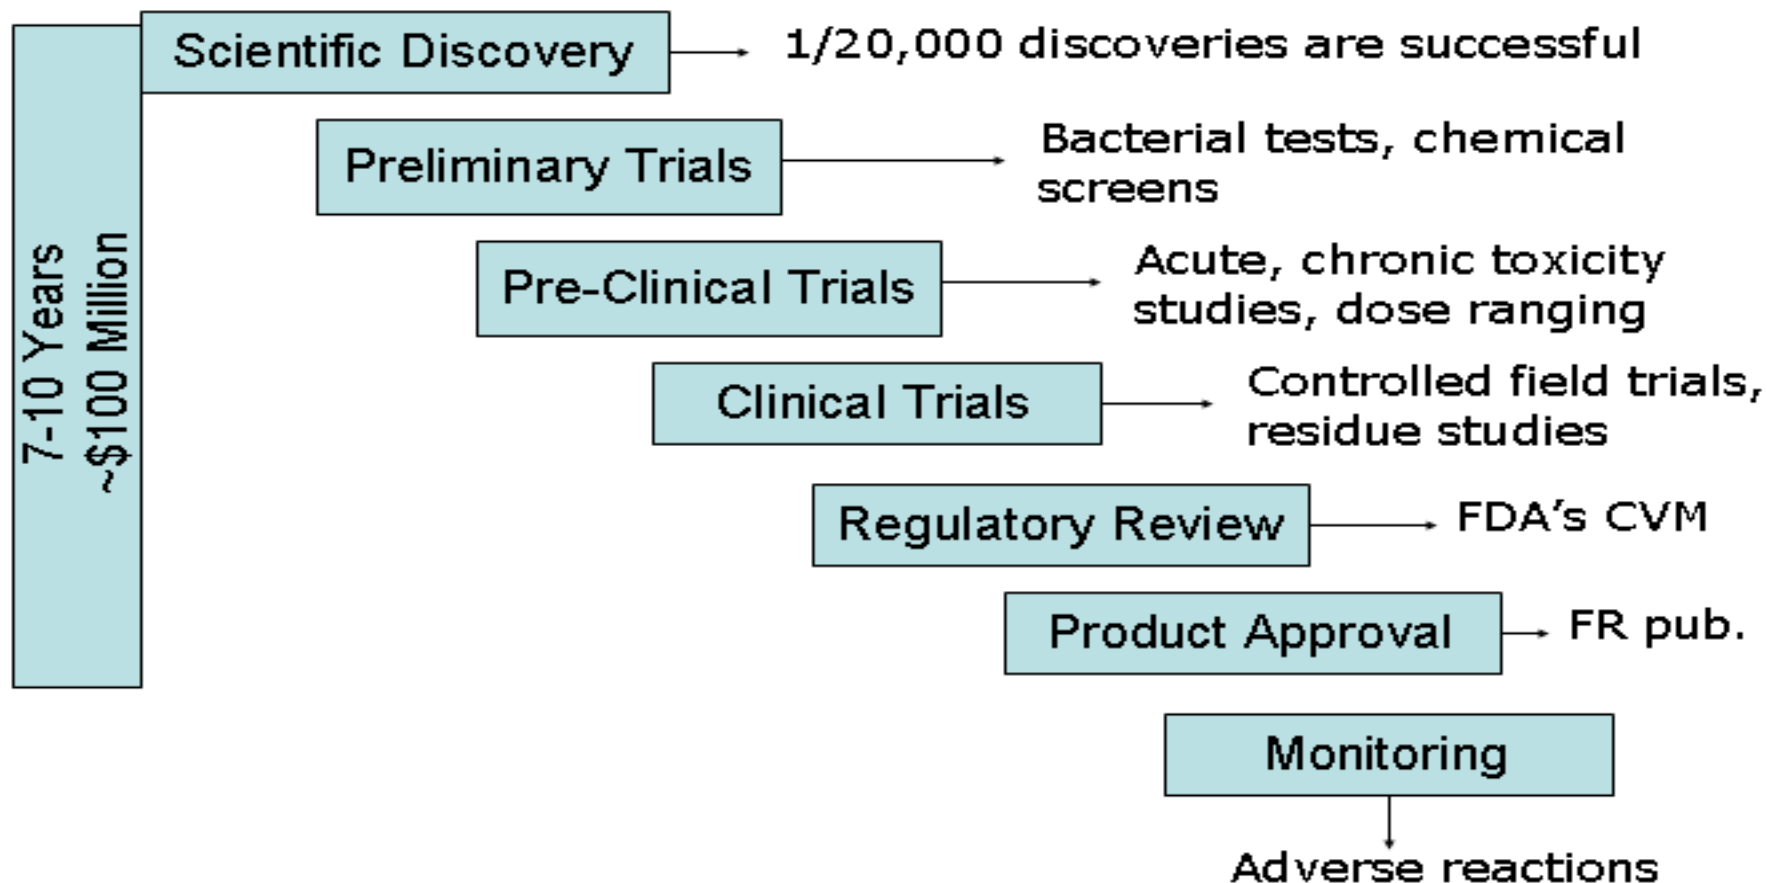 Scientific Discovery
1/20,000 discoveries are successful
Preliminary Trials
Bacterial tests, chemical
screens
Pre-Clinical Trials
Acute, chronic toxicity
studies, dose ranging
Clinical Trials
Controlled field trials,
residue studies
Regulatory Review
FDA's CVM
Product Approval
FR pub.
Monitoring
Adverse reactions
7-10 Years
~$100 Million